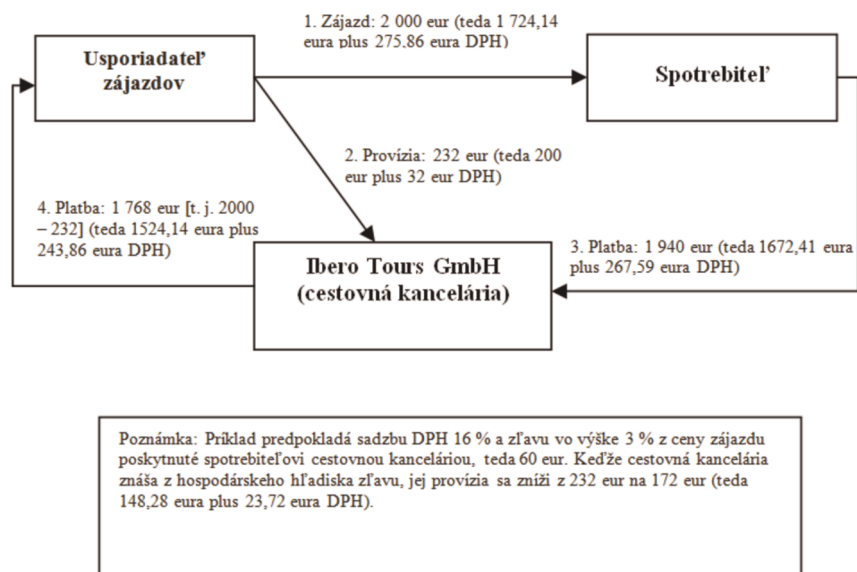 1. Zájazd: 2 000 eur (teda 1 724,14
eura plus 275,86 eura DPH)
Usporiadateľ
zájazdov
Spotrebiteľ
2. Provízia: 232 eur (teda 200
eur plus 32 eur DPH)
4. Platba: 1 768 eur [t. j. 2000
– 232] (teda 1524,14 eura plus
243,86 eura DPH)
Ibero Tours GmbH
(cestovná kancelária)
3. Platba: 1 940 eur (teda 1672,41 eura
plus 267,59 eura DPH)
Poznámka: Príklad predpokladá sadzbu DPH 16 % a zľavu vo výške 3 % z ceny zájazdu
poskytnuté spotrebiteľovi cestovnou kanceláriou, teda 60 eur. Keďže cestovná kancelária
znáša z hospodárskeho hľadiska zľavu, jej provízia sa zníži z 232 eur na 172 eur (teda
148,28 eura plus 23,72 eura DPH).